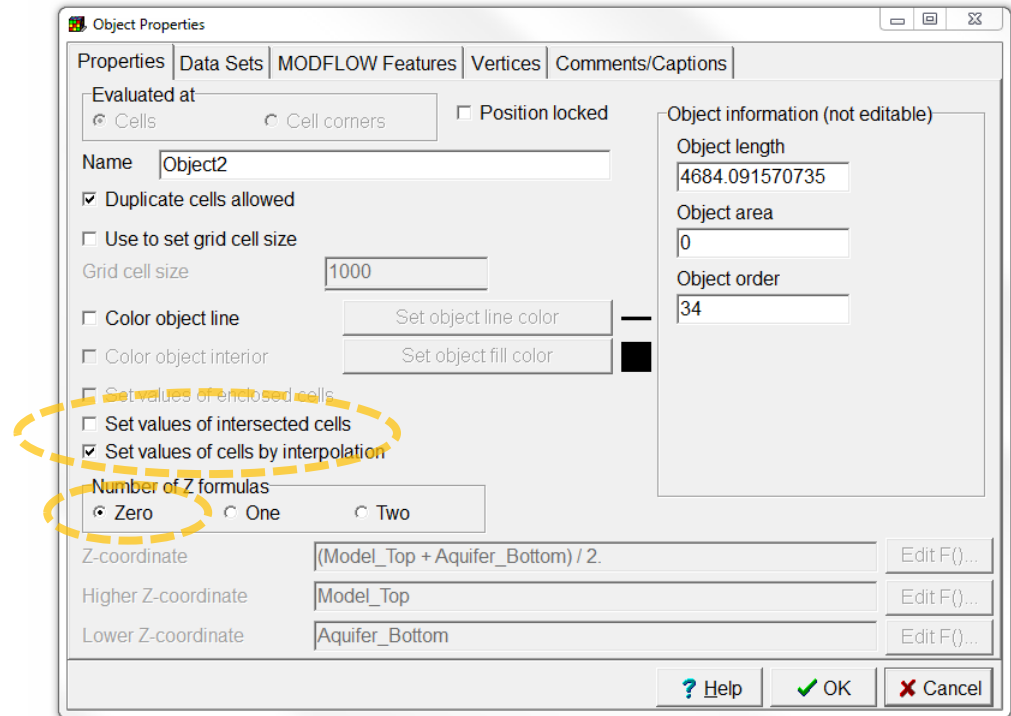 Object Properties
Properties Data Sets MODFLOW Features Vertices Comments/Captions
Evaluated at
Cells Cell corners
Position locked
Name Object2
Duplicate cells allowed
Use to set grid cell size
Grid cell size 1000
Color object line Set object line color
Color object interior Set object fill color
Set values of enclosed cells
Set values of intersected cells
Set values of cells by interpolation
Number of Z formulas
Zero One Two
Object information (not editable)
Object length
4684.091570735
Object area
0
Object order
34
Z-coordinate (Model_Top + Aquifer_Bottom) / 2. Edit F()...
Higher Z-coordinate Model_Top Edit F()...
Lower Z-coordinate Aquifer_Bottom Edit F()...
? Help OK Cancel